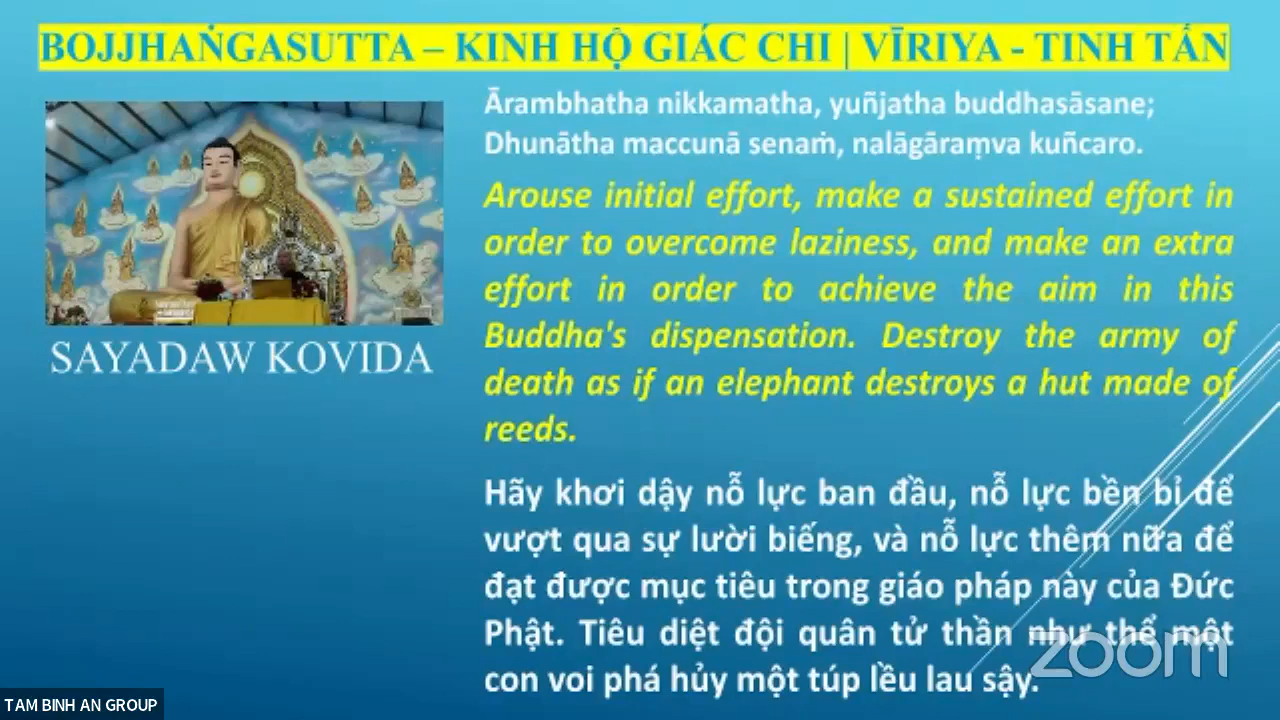 BOJJHAṄGASUTTA – KINH HỘ GIÁC CHI | VĪRIYA - TINH TẤN
Ārambhatha nikkamatha, yuñjatha buddhasāsane;
Dhunātha maccunā senaṁ, nalāgāraṃva kuñcaro.
SAYADAW KOVIDA
Arouse initial effort, make a sustained effort in
order to overcome laziness, and make an extra
effort in order to achieve the aim in this
Buddha's dispensation. Destroy the army of
death as if an elephant destroys a hut made of
reeds.
Hãy khơi dậy nỗ lực ban đầu, nỗ lực bền bỉ để
vượt qua sự lười biếng, và nỗ lực thêm nữa để
đạt được mục tiêu trong giáo pháp này của Đức
Phật. Tiêu diệt đội quân tử thần như thể một
con voi phá hủy một túp lều lau sậy.
zoom
TAM BINH AN GROUP